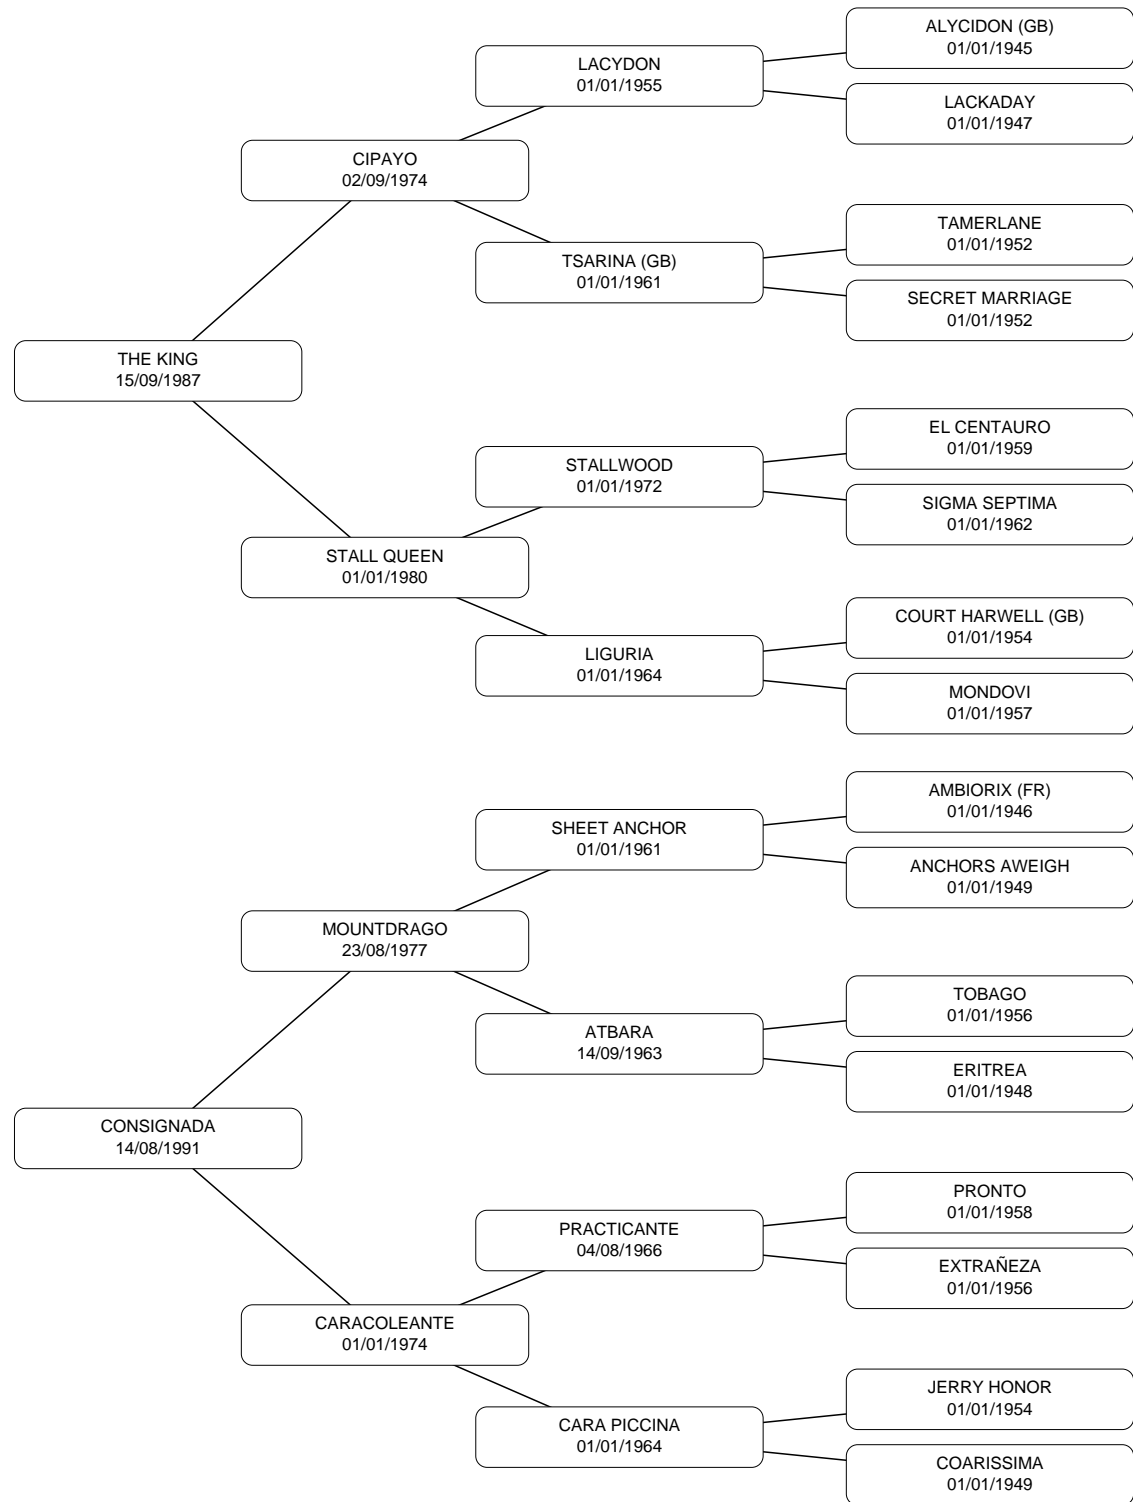 ALYCIDON (GB)
01/01/1945
LACYDON
01/01/1955
LACKADAY
01/01/1947
CIPAYO
02/09/1974
TAMERLANE
01/01/1952
TSARINA (GB)
01/01/1961
SECRET MARRIAGE
01/01/1952
THE KING
15/09/1987
EL CENTAURO
01/01/1959
STALLWOOD
01/01/1972
SIGMA SEPTIMA
01/01/1962
STALL QUEEN
01/01/1980
COURT HARWELL (GB)
01/01/1954
LIGURIA
01/01/1964
MONDOVI
01/01/1957
AMBIORIX (FR)
01/01/1946
SHEET ANCHOR
01/01/1961
ANCHORS AWEIGH
01/01/1949
MOUNTDRAGO
23/08/1977
TOBAGO
01/01/1956
ATBARA
14/09/1963
ERITREA
01/01/1948
CONSIGNADA
14/08/1991
PRONTO
01/01/1958
PRACTICANTE
04/08/1966
EXTRAÑEZA
01/01/1956
CARACOLEANTE
01/01/1974
JERRY HONOR
01/01/1954
CARA PICCINA
01/01/1964
COARISSIMA
01/01/1949